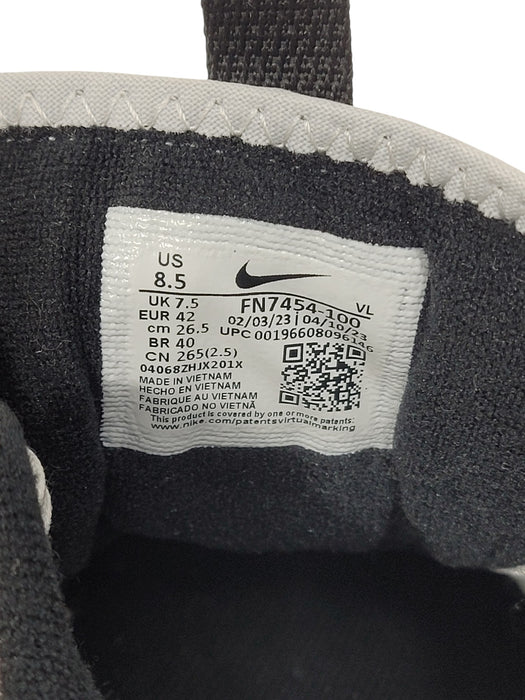 US
8.5
UK 7.5
EUR 42
cm 26.5
BR 40
CN 265(2.5)
04068ZHJX201X
FN7454-100 VL
02/03/23 | 04/10/23
UPC 00196608096146
MADE IN VIETNAM
HECHO EN VIETNAM
FABRIQUE AU VIETNAM
FABRICADO NO VIETNÃ
This product is covered by one or more patents:
www.nike.com/patentsvirtualmarking